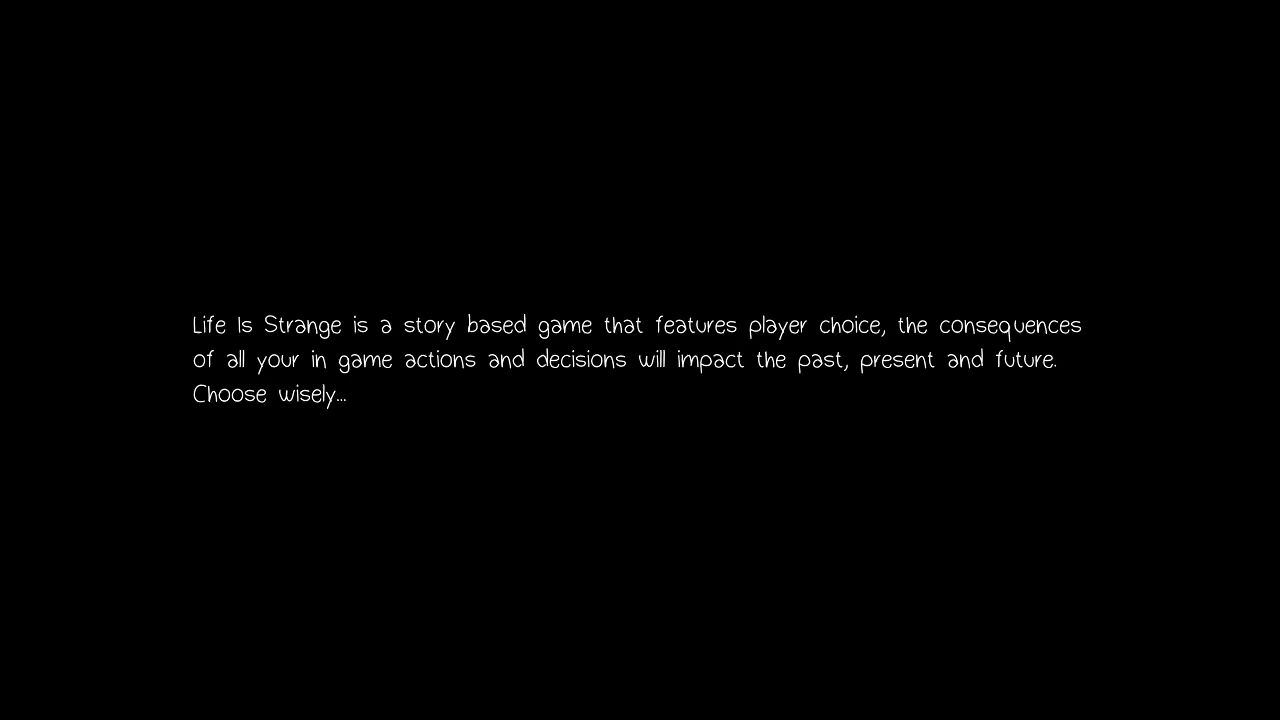 Life Is Strange is a story based game that features player choice, the consequences
of all your in game actions and decisions will impact the past, present and future.
Choose wisely...